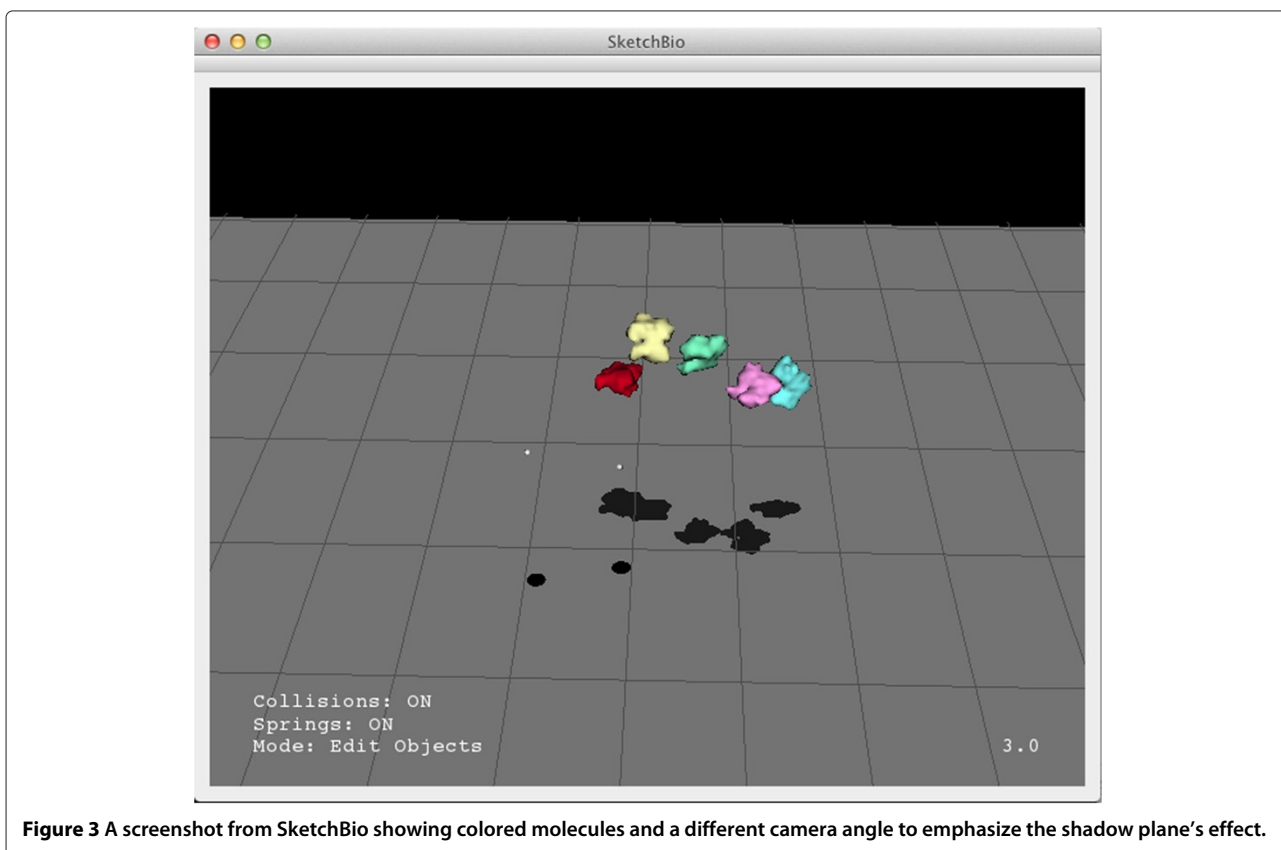 SketchBio
Collisions: ON
Springs: ON
Mode: Edit Objects
3.0
Figure 3 A screenshot from SketchBio showing colored molecules and a different camera angle to emphasize the shadow plane’s effect.